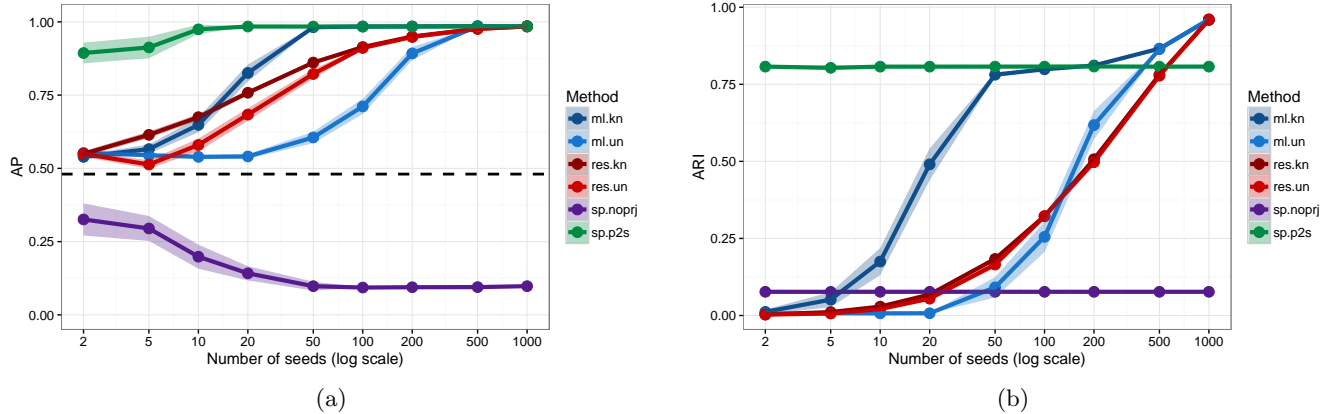 1.00
0.75
0.50
0.25
0.00
AP
2 5 10 20 50 100 200 500 1000
Number of seeds (log scale)
Method
ml.kn
ml.un
res.kn
res.un
sp.noprj
sp.p2s
(a)
1.00
0.75
0.50
0.25
0.00
ARI
2 5 10 20 50 100 200 500 1000
Number of seeds (log scale)
Method
ml.kn
ml.un
res.kn
res.un
sp.noprj
sp.p2s
(b)